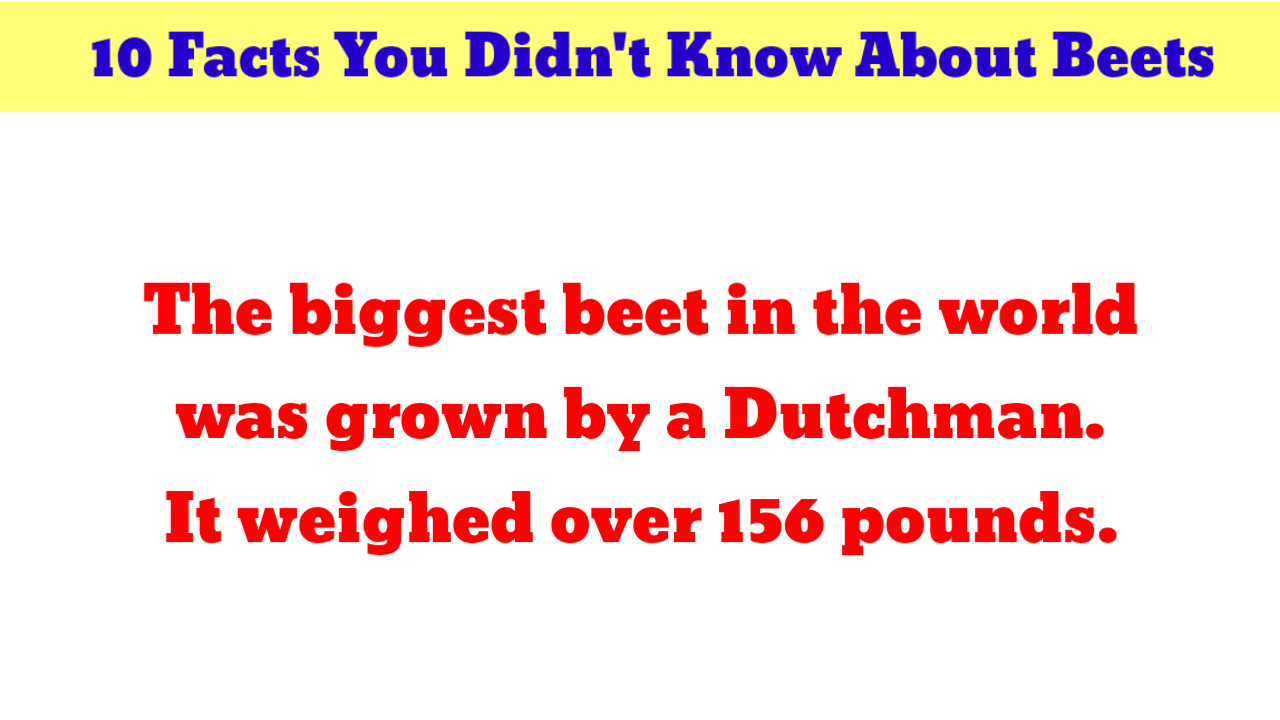 10 Facts You Didn't Know About Beets
The biggest beet in the world
was grown by a Dutchman.
It weighed over 156 pounds.